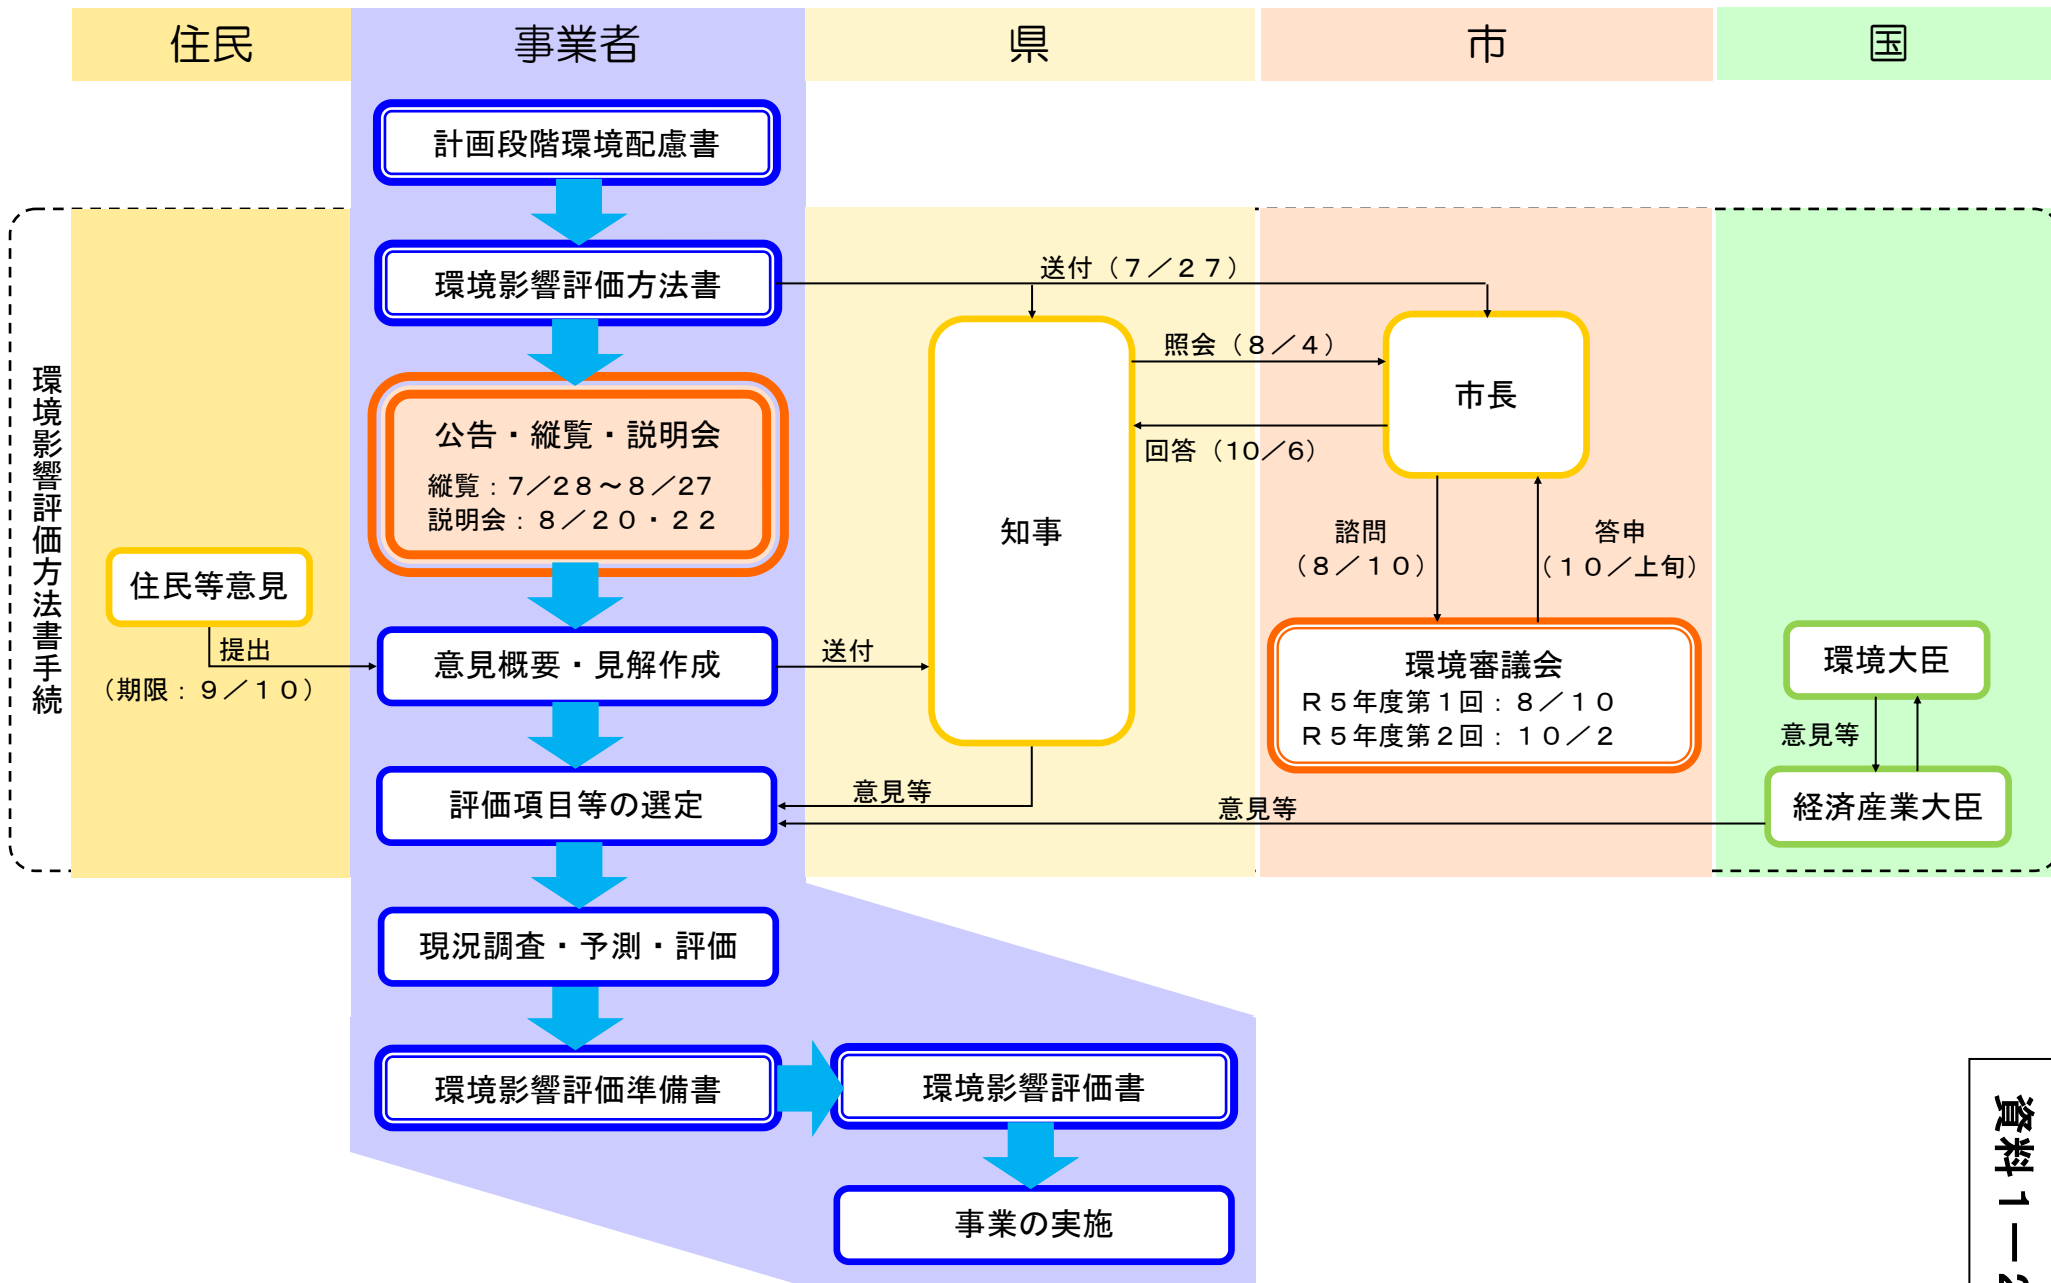 住民
事業者
県
市
国
計画段階環境配慮書
環境影響評価方法書手続
環境影響評価方法書
送付（７／２７）
公告・縦覧・説明会
縦覧：７／２８～８／２７
説明会：８／２０・２２
知事
照会（８／４）
回答（１０／６）
市長
諮問
（８／１０）
答申
（１０／上旬）
住民等意見
提出
（期限：９／１０）
意見概要・見解作成
送付
環境審議会
Ｒ５年度第１回：８／１０
Ｒ５年度第２回：１０／２
環境大臣
意見等
経済産業大臣
評価項目等の選定
意見等
意見等
現況調査・予測・評価
環境影響評価準備書
環境影響評価書
事業の実施
資料１－２